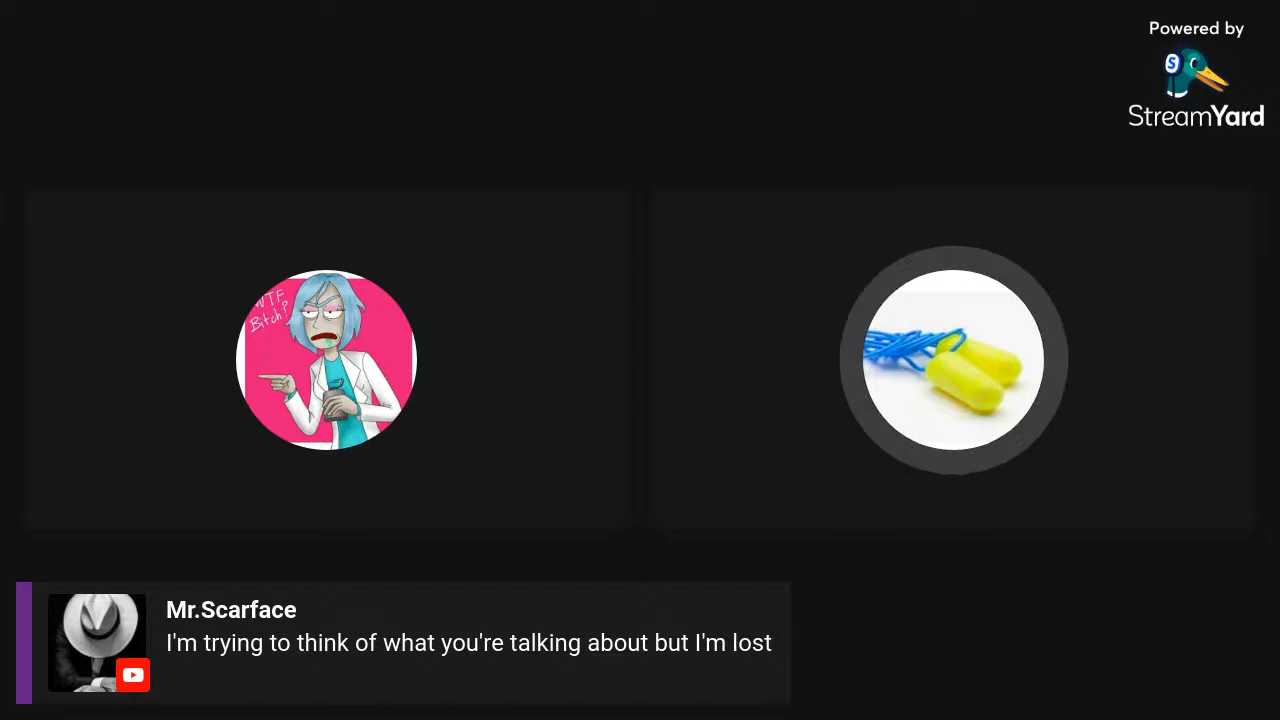 Powered by
S
StreamYard
WTF
Bitch?
Mr.Scarface
I'm trying to think of what you're talking about but I'm lost